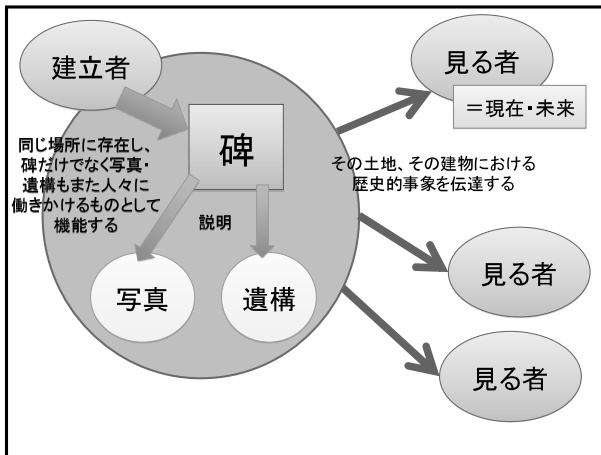 建立者
見る者
=現在・未来
碑
同じ場所に存在し、
碑だけでなく写真・
遺構もまた人々に
働きかけるものとして
機能する
その土地、その建物における
歴史的事象を伝達する
説明
写真
遺構
見る者
見る者